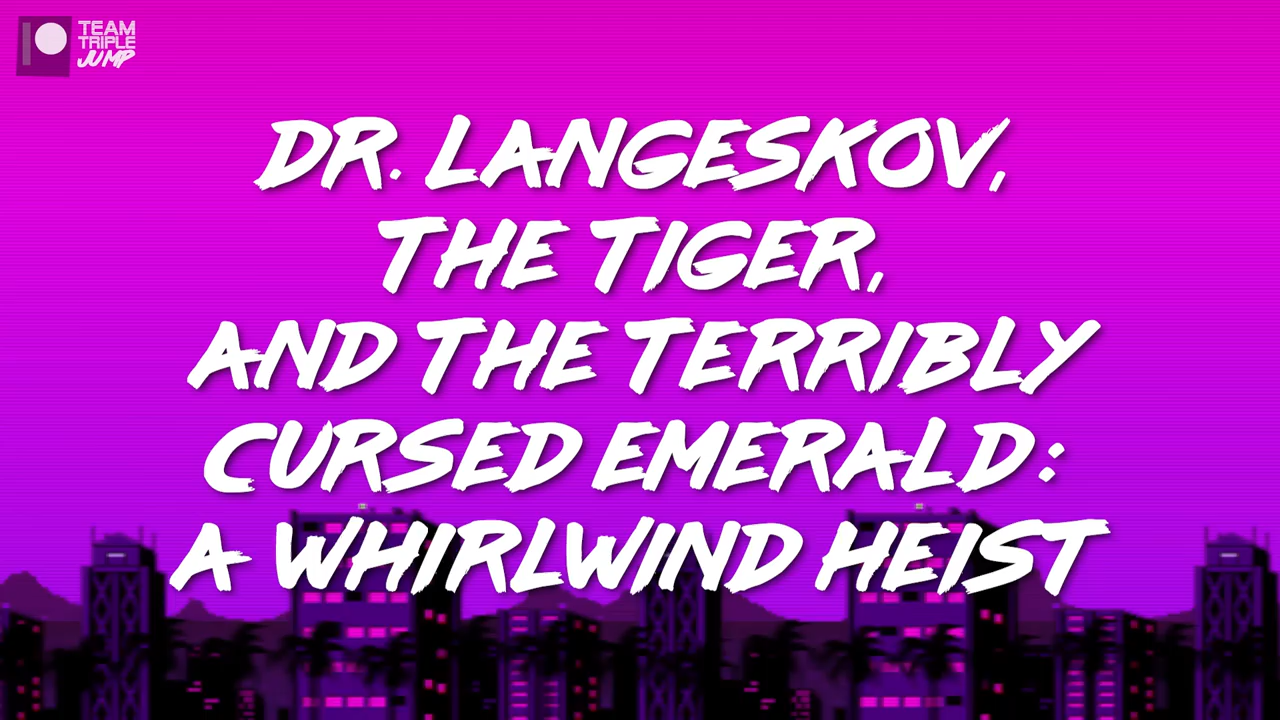 TEAM
TRIPLE
JUMP
DR. LANGESKOV,
THE TIGER,
AND THE TERRIBLY
CURSED EMERALD:
A WHIRLWIND HEIST